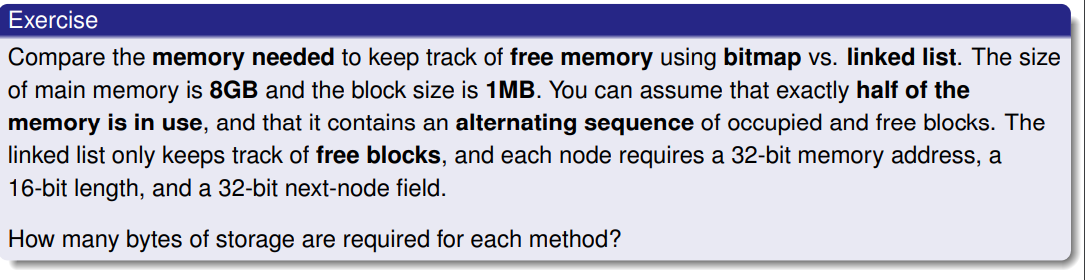 Exercise
Compare the memory needed to keep track of free memory using bitmap vs. linked list. The size
of main memory is 8GB and the block size is 1MB. You can assume that exactly half of the
memory is in use, and that it contains an alternating sequence of occupied and free blocks. The
linked list only keeps track of free blocks, and each node requires a 32-bit memory address, a
16-bit length, and a 32-bit next-node field.
How many bytes of storage are required for each method?